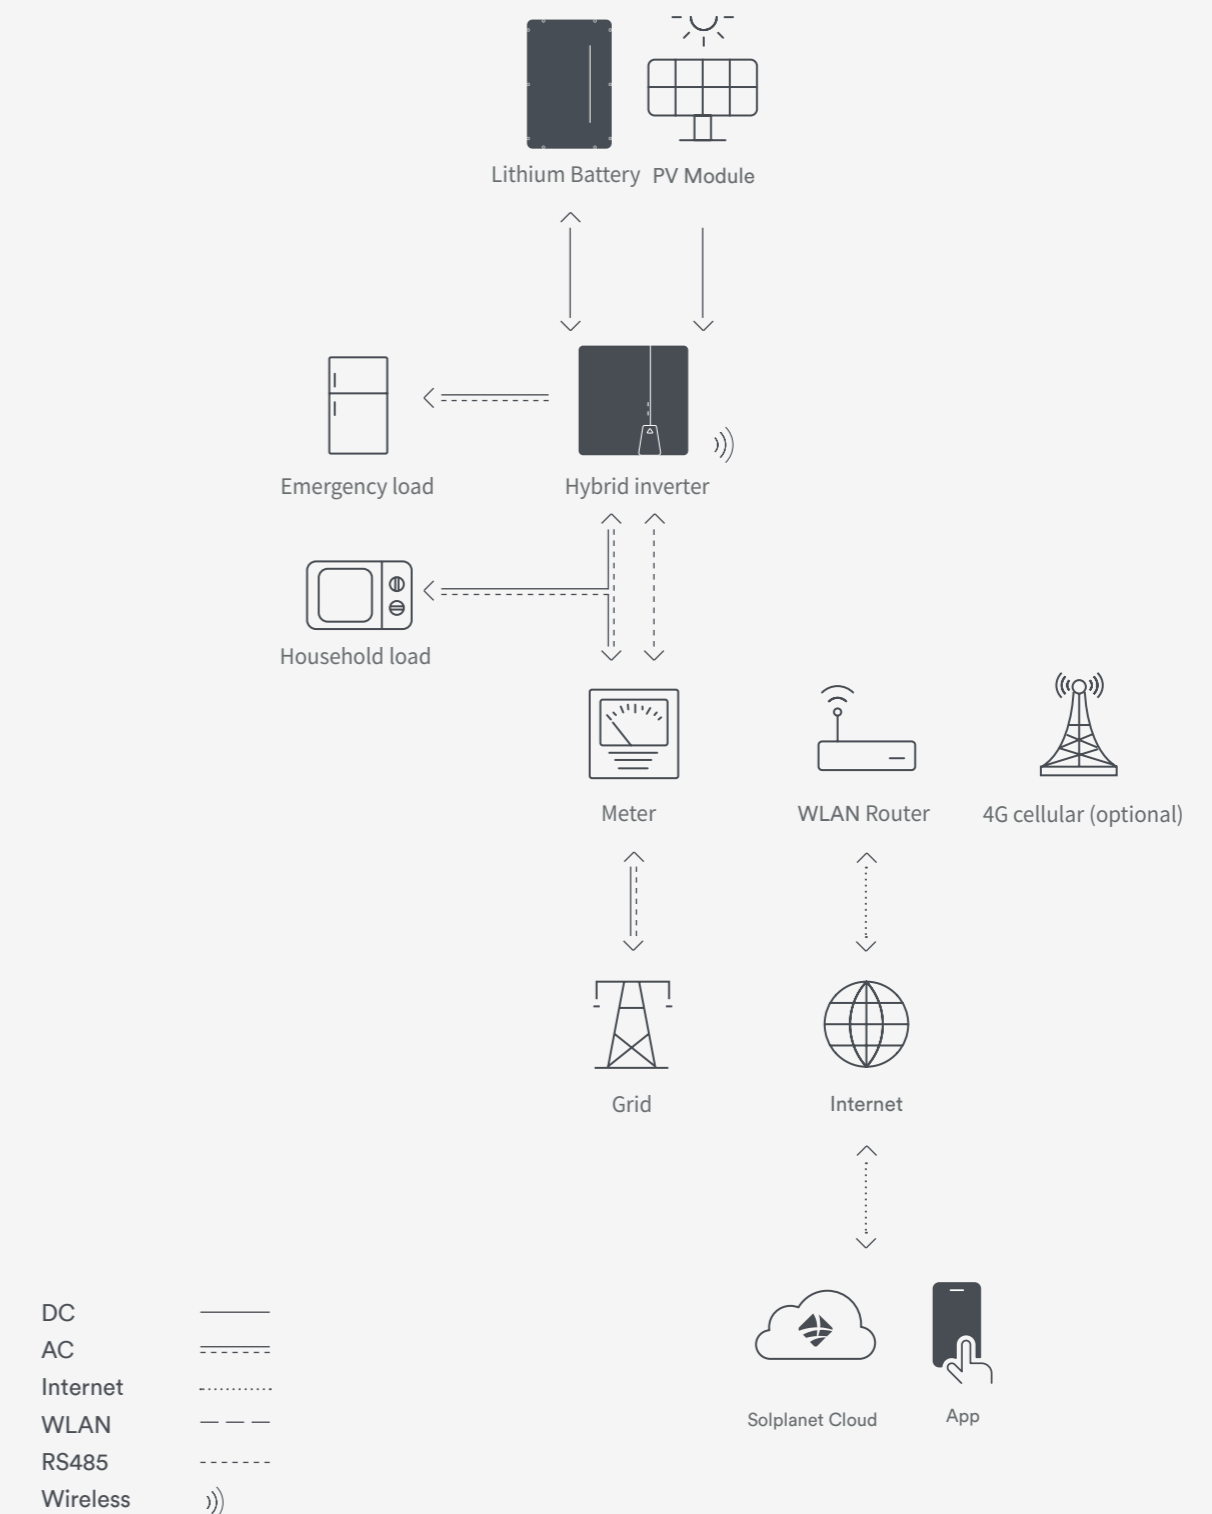 Lithium Battery
PV Module
Emergency load
Hybrid inverter
Household load
Meter
WLAN Router
4G cellular (optional)
Grid
Internet
Solplanet Cloud
App
DC
AC
Internet
WLAN
RS485
Wireless